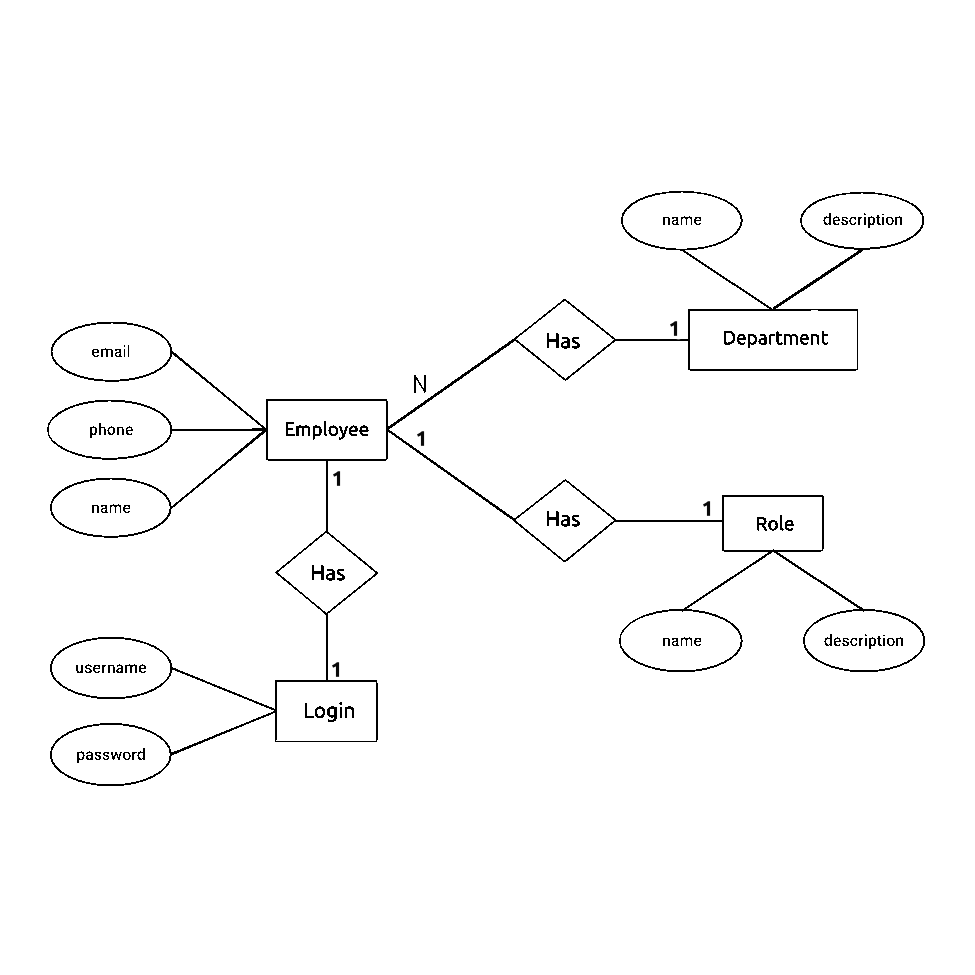 name
description
1
Has
Department
email
N
phone
Employee
1
name
1
1
Has
Role
Has
name
description
username
1
Login
password